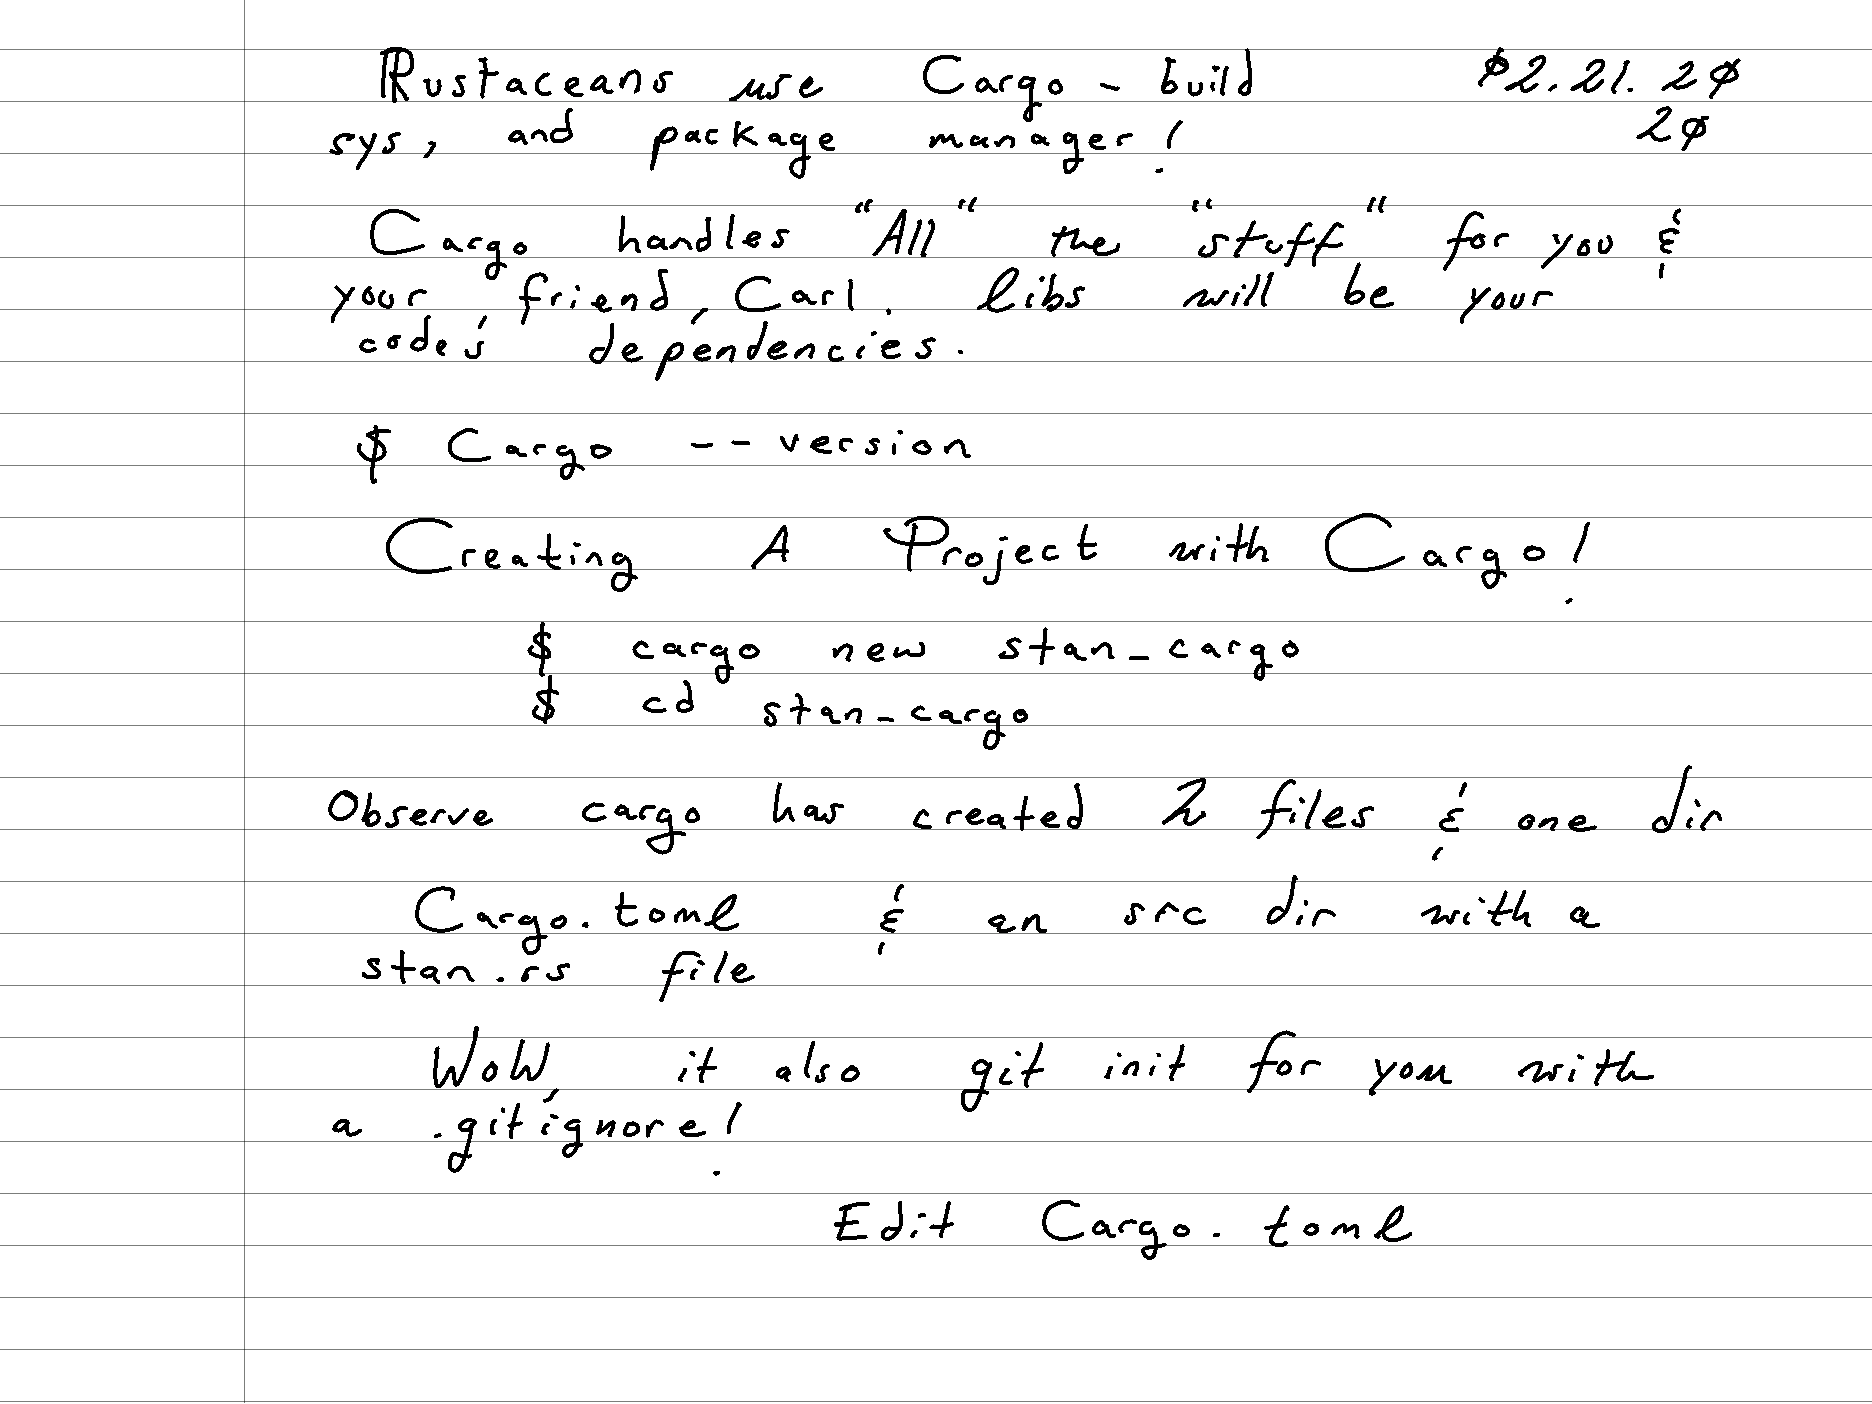 Rustaceans use Cargo - build ø2.21.2ø
sys, and package manager! 2ø
Cargo handles "All" the "stuff" for you &
your friend, Carl. libs will be your
code's dependencies.
$ Cargo --version
Creating A Project with Cargo!
$ cargo new stan_cargo
$ cd stan_cargo
Observe cargo has created 2 files & one dir
Cargo.toml & an src dir with a
stan.rs file
WoW, it also git init for you with
a .gitignore!
Edit Cargo.toml